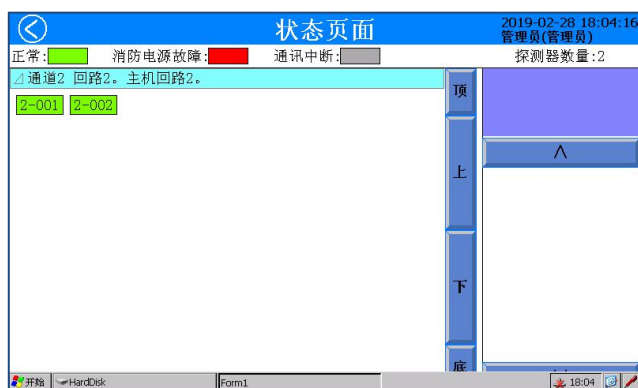 状态页面
2019-02-28 18:04:16
管理员(管理员)
正常:
消防电源故障:
通讯中断:
探测器数量:2
通道2 回路2。主机回路2。
2-001 2-002
顶
上
下
底
开始
HardDisk
Form1
18:04